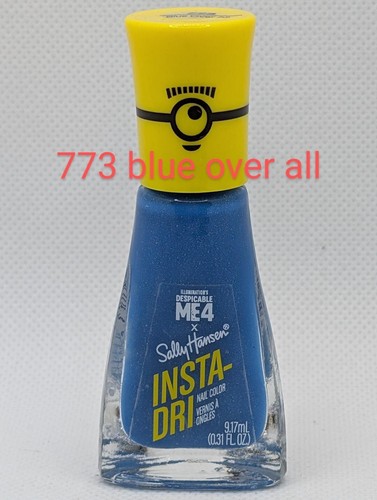 773 blue over all
ILLUMINATION'S
DESPICABLE
ME4
x
Sally Hansen®
INSTA-
DRI
NAIL COLOR
VERNIS À
ONGLES
9.17mL
(0.31 FL OZ)